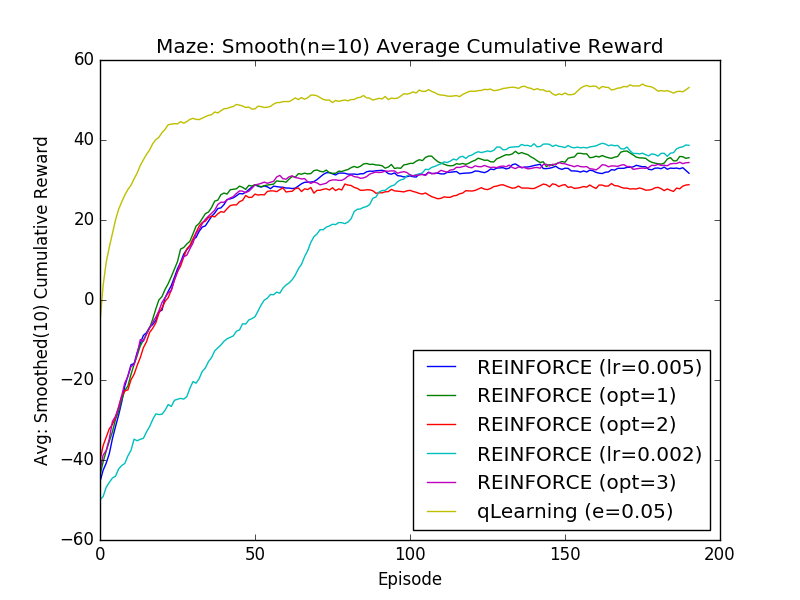 Maze: Smooth(n=10) Average Cumulative Reward
Avg: Smoothed(10) Cumulative Reward
60
40
20
0
−20
−40
−60
REINFORCE (lr=0.005)
REINFORCE (opt=1)
REINFORCE (opt=2)
REINFORCE (lr=0.002)
REINFORCE (opt=3)
qLearning (e=0.05)
0
50
100
150
200
Episode